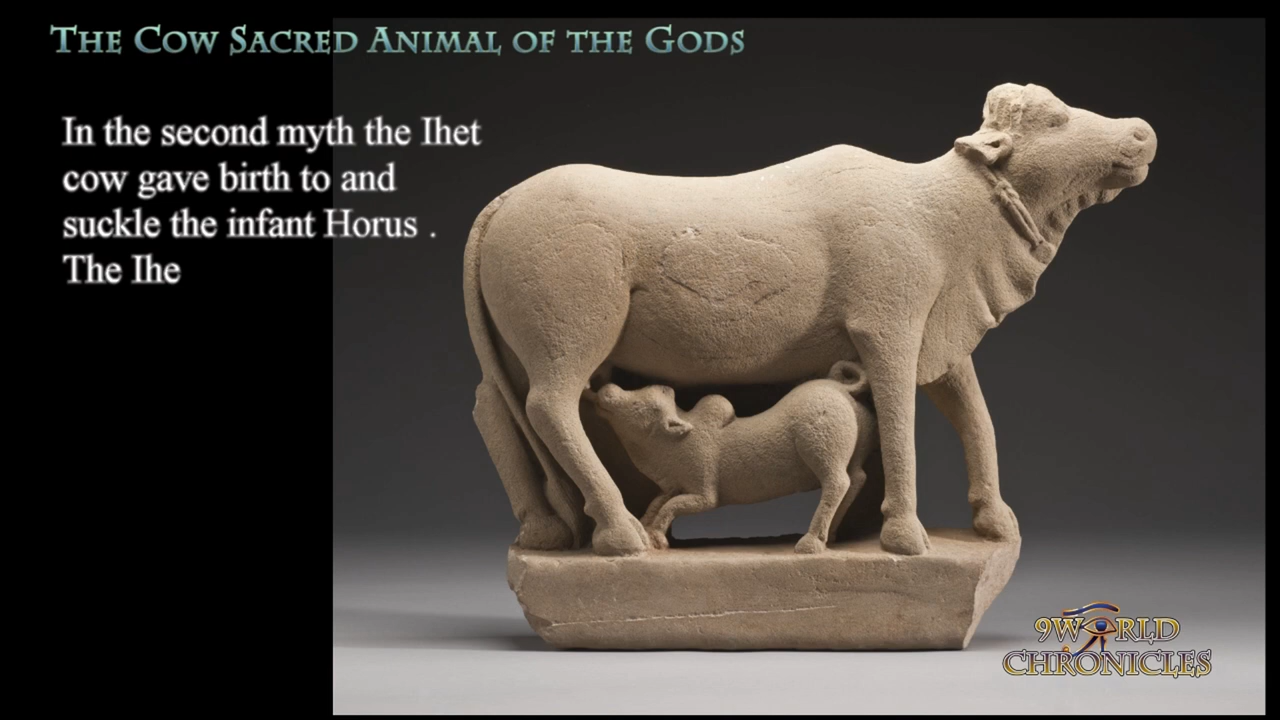 THE COW SACRED ANIMAL OF THE GODS
In the second myth the Ihet
cow gave birth to and
suckle the infant Horus .
The Ihe
9WORLD
CHRONICLES